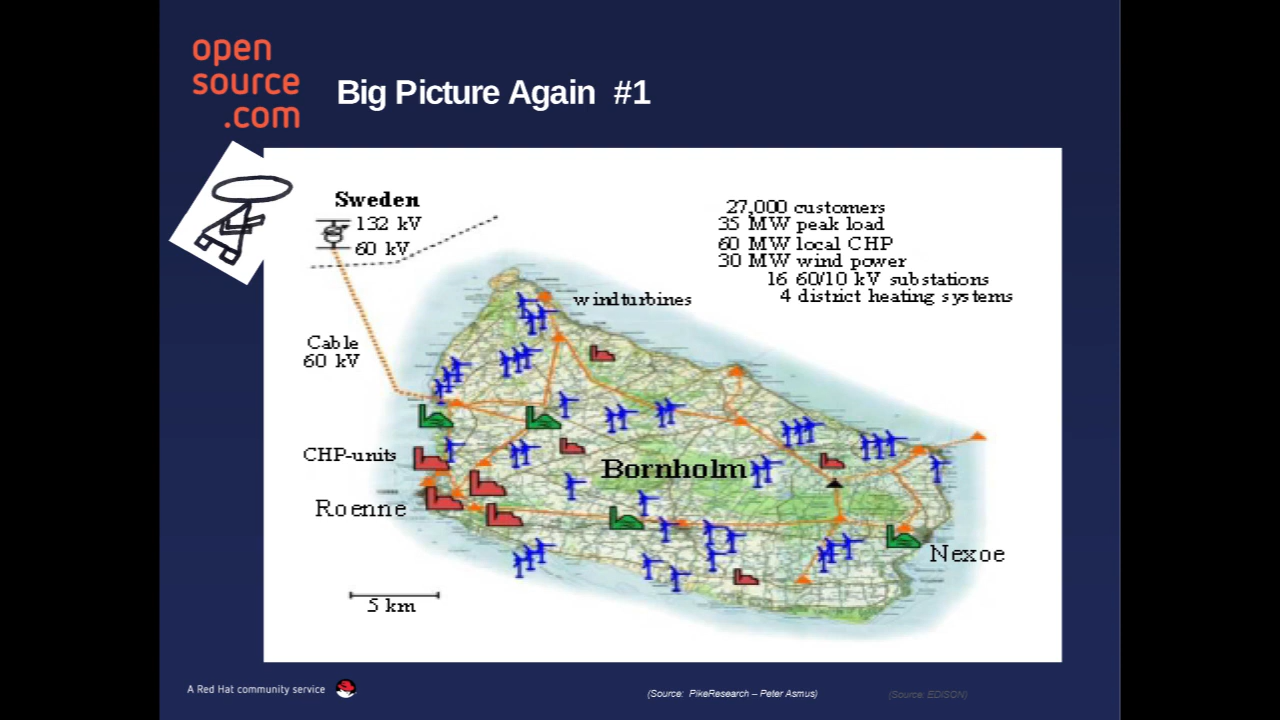 open
source
.com
Big Picture Again #1
Sweden
132 kV
60 kV
27,000 customers
35 MW peak load
60 MW local CHP
30 MW wind power
16 60/10 kV substations
4 district heating systems
windturbines
Cable
60 kV
CHP-units
Bornholm
Roenne
Nexoe
5 km
A Red Hat community service
(Source: PikeResearch – Peter Asmus)
(Source: EDISON)